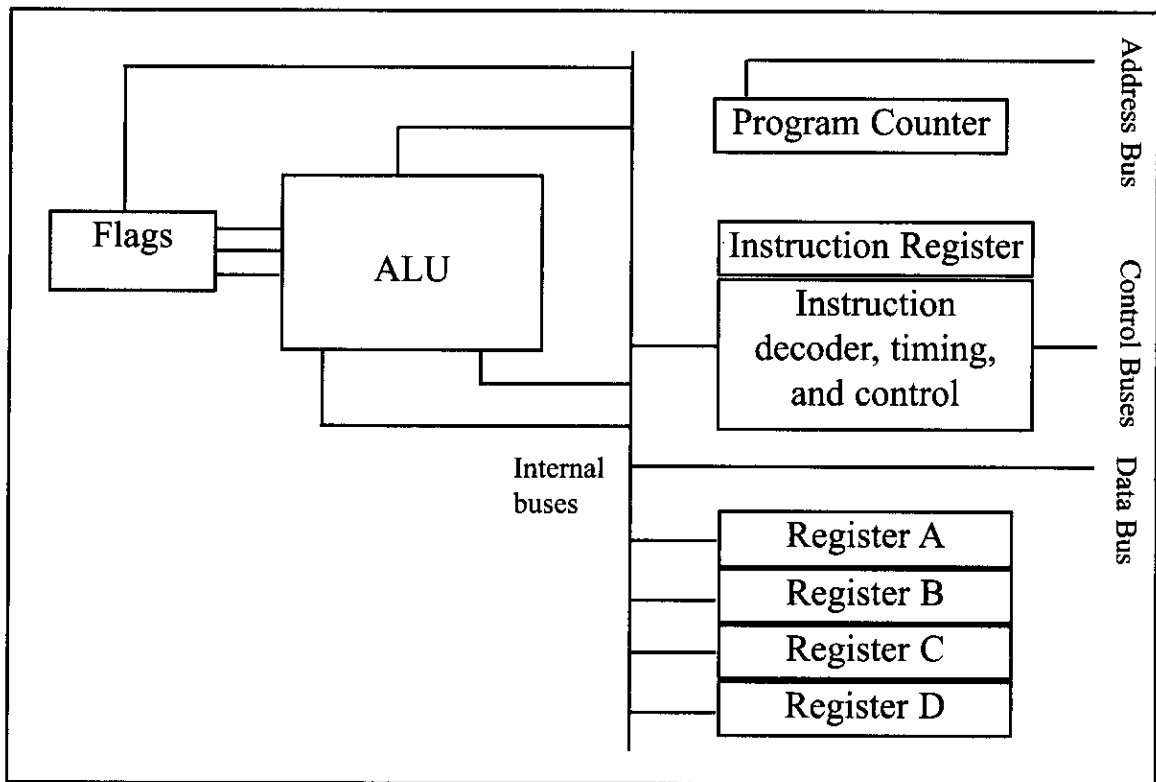 Address Bus
Program Counter
Flags
ALU
Instruction Register
Instruction
decoder, timing,
and control
Control Buses
Internal
buses
Data Bus
Register A
Register B
Register C
Register D